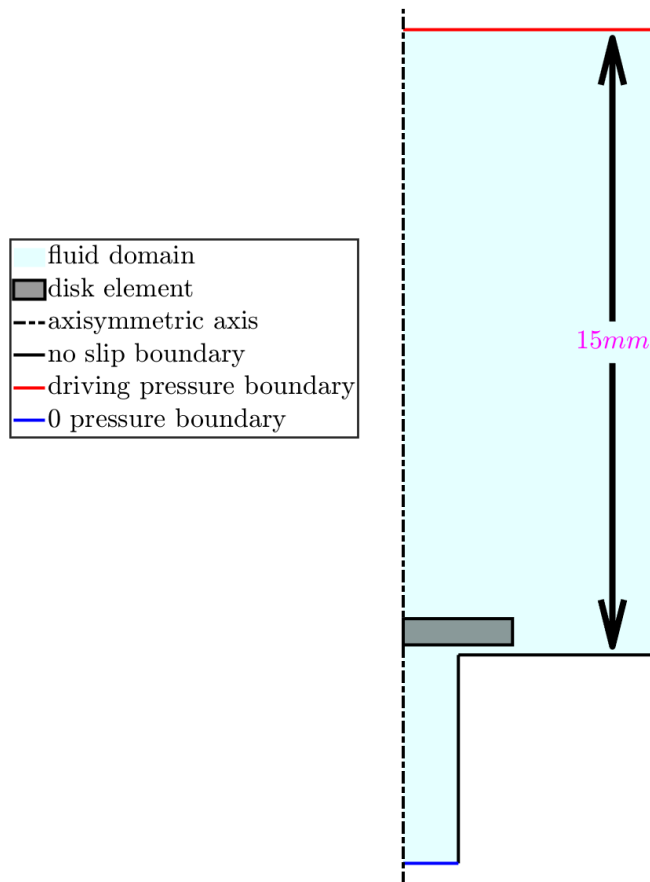 fluid domain
disk element
axisymmetric axis
no slip boundary
driving pressure boundary
0 pressure boundary
15mm